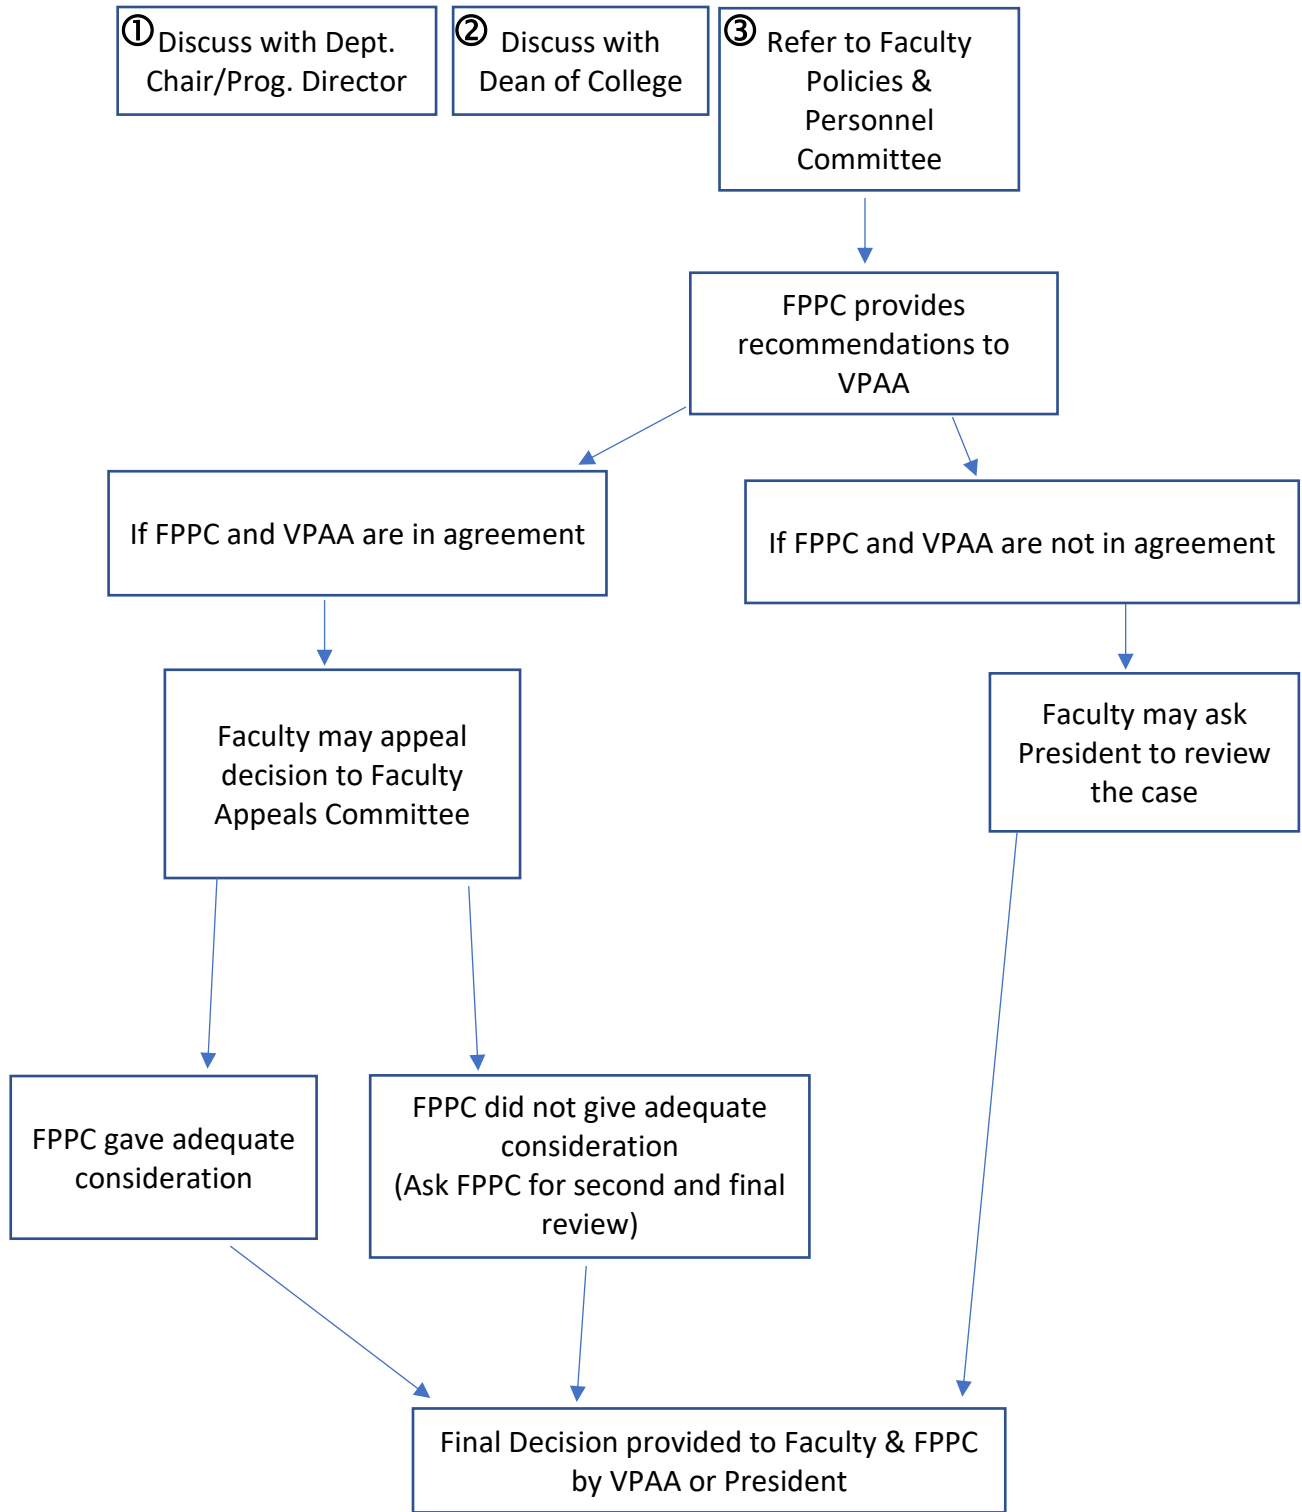 ① Discuss with Dept.
Chair/Prog. Director
② Discuss with
Dean of College
③ Refer to Faculty
Policies &
Personnel
Committee
FPPC provides
recommendations to
VPAA
If FPPC and VPAA are in agreement
If FPPC and VPAA are not in agreement
Faculty may appeal
decision to Faculty
Appeals Committee
Faculty may ask
President to review
the case
FPPC gave adequate
consideration
FPPC did not give adequate
consideration
(Ask FPPC for second and final
review)
Final Decision provided to Faculty & FPPC
by VPAA or President